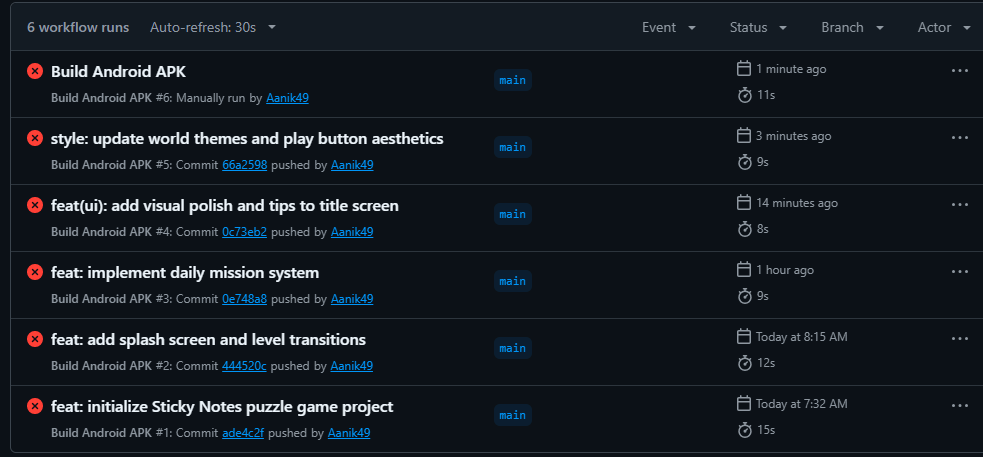 6 workflow runs Auto-refresh: 30s Event Status Branch Actor
Build Android APK main 1 minute ago
Build Android APK #6: Manually run by Aanik49 11s
style: update world themes and play button aesthetics main 3 minutes ago
Build Android APK #5: Commit 66a2598 pushed by Aanik49 9s
feat(ui): add visual polish and tips to title screen main 14 minutes ago
Build Android APK #4: Commit 0c73eb2 pushed by Aanik49 8s
feat: implement daily mission system main 1 hour ago
Build Android APK #3: Commit 0e748a8 pushed by Aanik49 9s
feat: add splash screen and level transitions main Today at 8:15 AM
Build Android APK #2: Commit 444520c pushed by Aanik49 12s
feat: initialize Sticky Notes puzzle game project main Today at 7:32 AM
Build Android APK #1: Commit ade4c2f pushed by Aanik49 15s